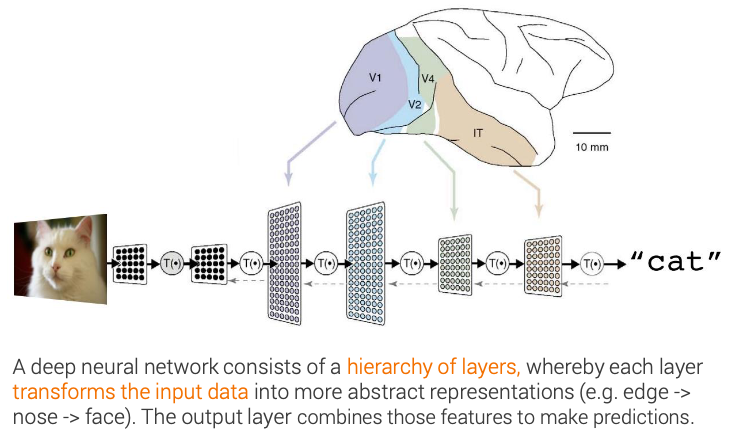 V1
V4
V2
IT
10 mm
T(•) T(•) T(•) T(•) T(•) T(•) “cat”
A deep neural network consists of a hierarchy of layers, whereby each layer
transforms the input data into more abstract representations (e.g. edge ->
nose -> face). The output layer combines those features to make predictions.